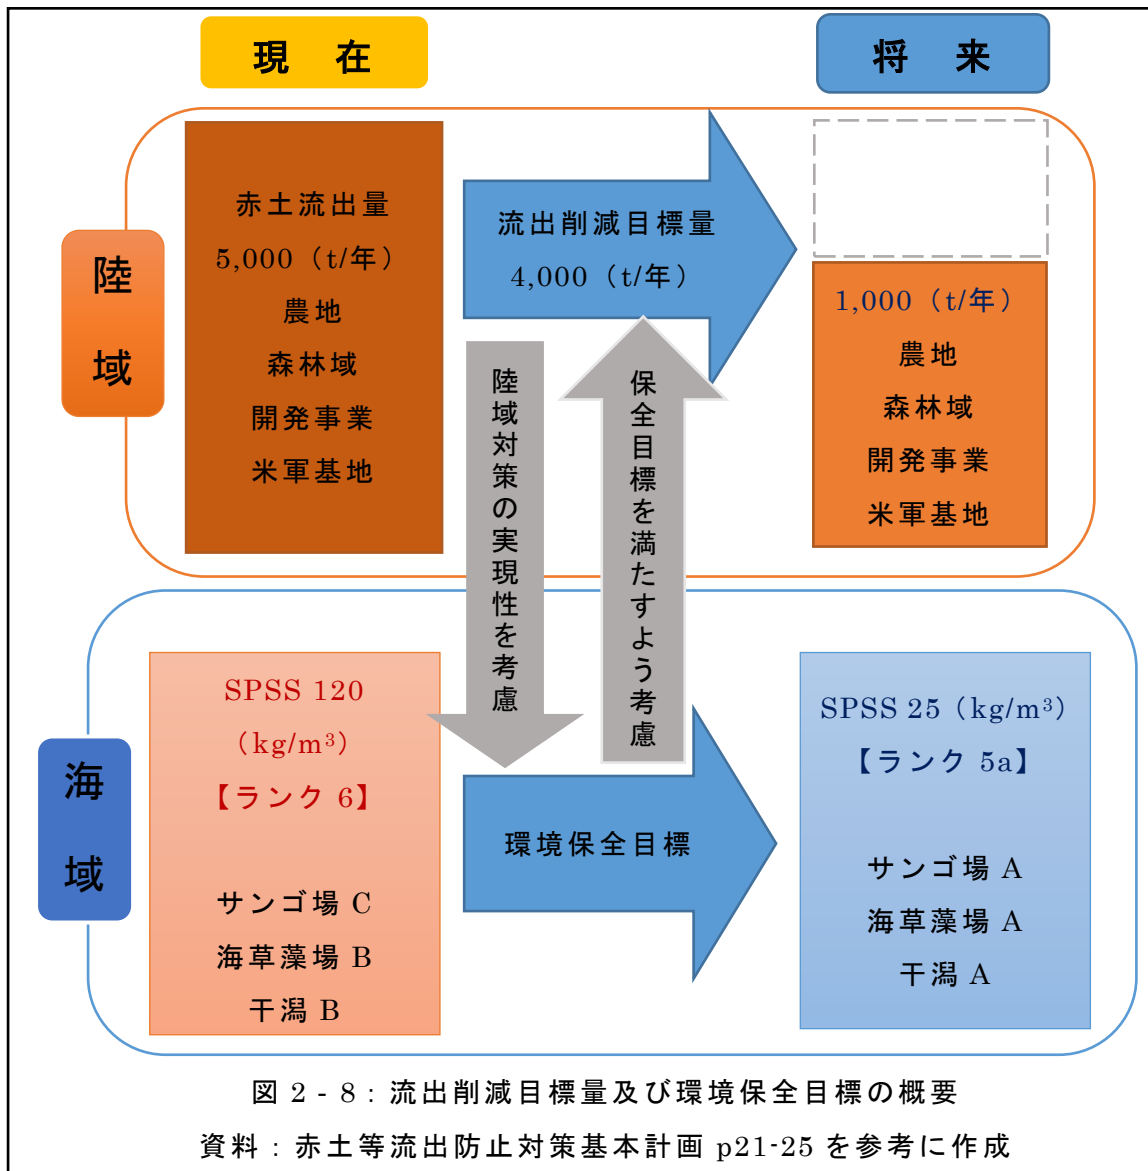 現　在
将　来
陸域
赤土流出量
5,000（t/年）
農地
森林域
開発事業
米軍基地
流出削減目標量
4,000（t/年）
1,000（t/年）
農地
森林域
開発事業
米軍基地
陸域対策の実現性を考慮
保全目標を満たすよう考慮
海域
SPSS 120
（kg/m³）
【ランク 6】
サンゴ場 C
海草藻場 B
干潟 B
環境保全目標
SPSS 25（kg/m³）
【ランク 5a】
サンゴ場 A
海草藻場 A
干潟 A
図 2 - 8：流出削減目標量及び環境保全目標の概要
資料：赤土等流出防止対策基本計画 p21-25 を参考に作成